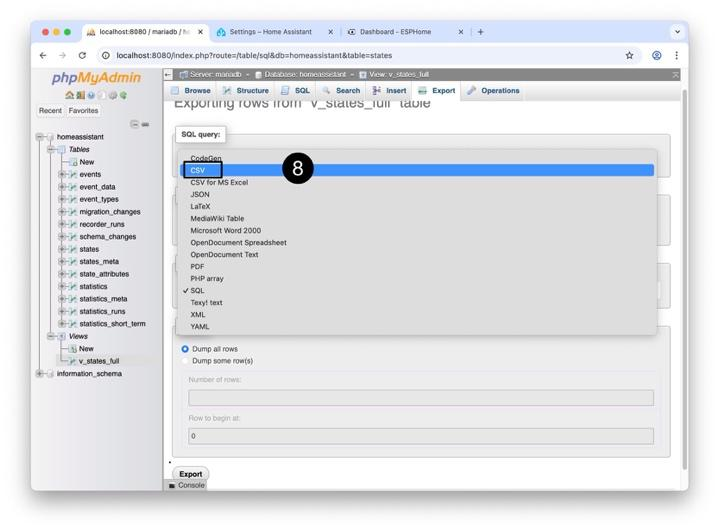 localhost:8080 / mariadb / h
Settings – Home Assistant
Dashboard - ESPHome
localhost:8080/index.php?route=/table/sql&db=homeassistant&table=states
phpMyAdmin
Recent Favorites
homeassistant
Tables
New
events
event_data
event_types
migration_changes
recorder_runs
schema_changes
states
states_meta
state_attributes
statistics
statistics_meta
statistics_runs
statistics_short_term
Views
New
v_states_full
information_schema
Server: mariadb » Database: homeassistant » View: v_states_full
Browse Structure SQL Search Insert Export Operations
Exporting rows from "v_states_full" table
SQL query:
CodeGen
CSV
8
CSV for MS Excel
JSON
LaTeX
MediaWiki Table
Microsoft Word 2000
OpenDocument Spreadsheet
OpenDocument Text
PDF
PHP array
✓ SQL
Texy! text
XML
YAML
Dump all rows
Dump some row(s)
Number of rows:
Row to begin at:
0
Export
Console